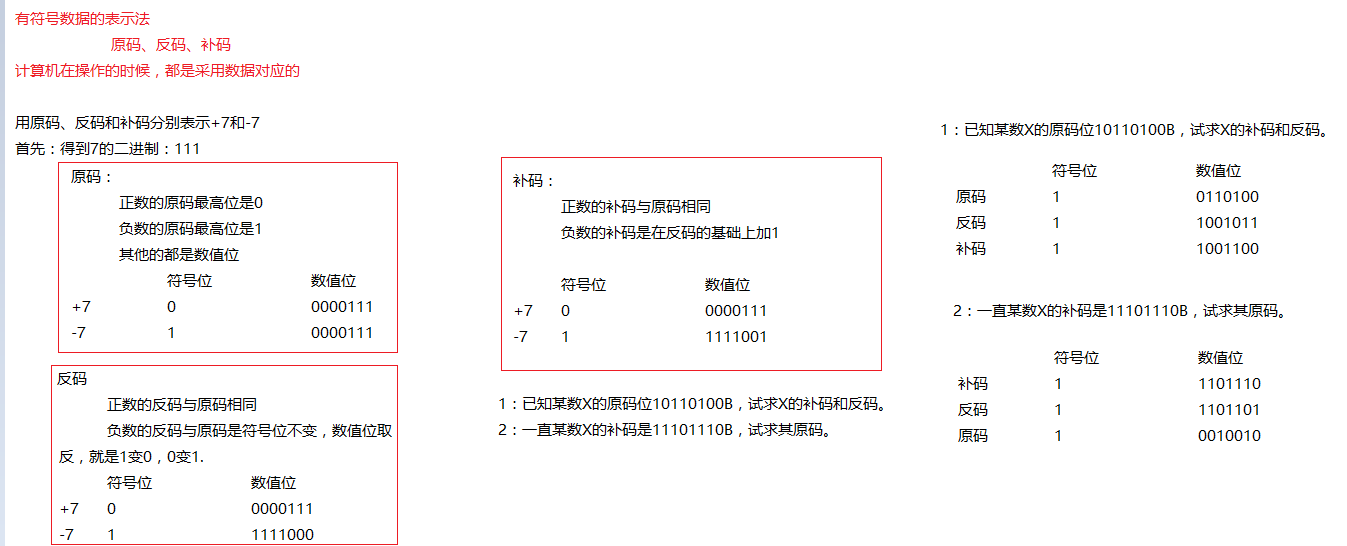 有符号数据的表示法
原码、反码、补码
计算机在操作的时候，都是采用数据对应的
用原码、反码和补码分别表示+7和-7
首先：得到7的二进制：111
原码：
正数的原码最高位是0
负数的原码最高位是1
其他的都是数值位
符号位 数值位
+7 0 0000111
-7 1 0000111
反码
正数的反码与原码相同
负数的反码与原码是符号位不变，数值位取
反，就是1变0，0变1.
符号位 数值位
+7 0 0000111
-7 1 1111000
补码：
正数的补码与原码相同
负数的补码是在反码的基础上加1
符号位 数值位
+7 0 0000111
-7 1 1111001
1：已知某数X的原码位10110100B，试求X的补码和反码。
2：一直某数X的补码是11101110B，试求其原码。
1：已知某数X的原码位10110100B，试求X的补码和反码。
符号位 数值位
原码 1 0110100
反码 1 1001011
补码 1 1001100
2：一直某数X的补码是11101110B，试求其原码。
符号位 数值位
补码 1 1101110
反码 1 1101101
原码 1 0010010